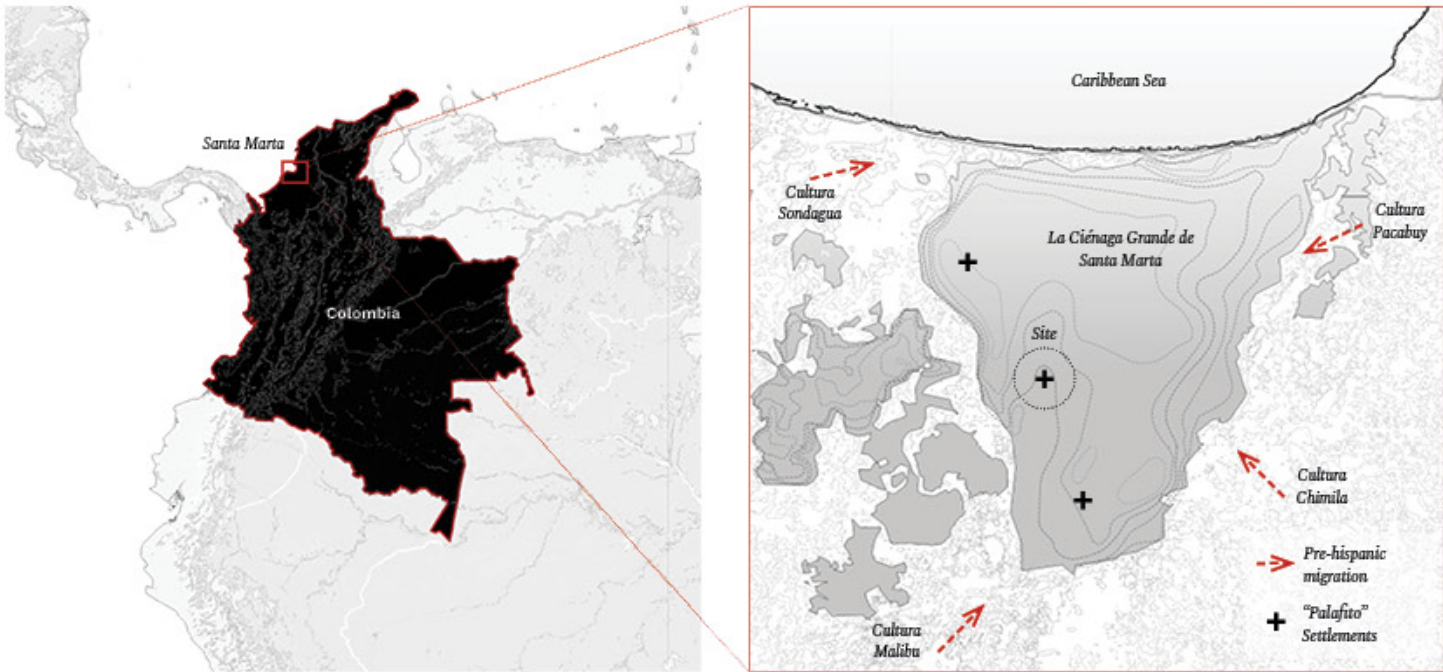 Santa Marta
Colombia
Caribbean Sea
Cultura
Sondagua
Cultura
Pacabuy
La Ciénaga Grande de
Santa Marta
Site
Cultura
Chimila
Cultura
Malibu
Pre-hispanic
migration
"Palafito"
Settlements